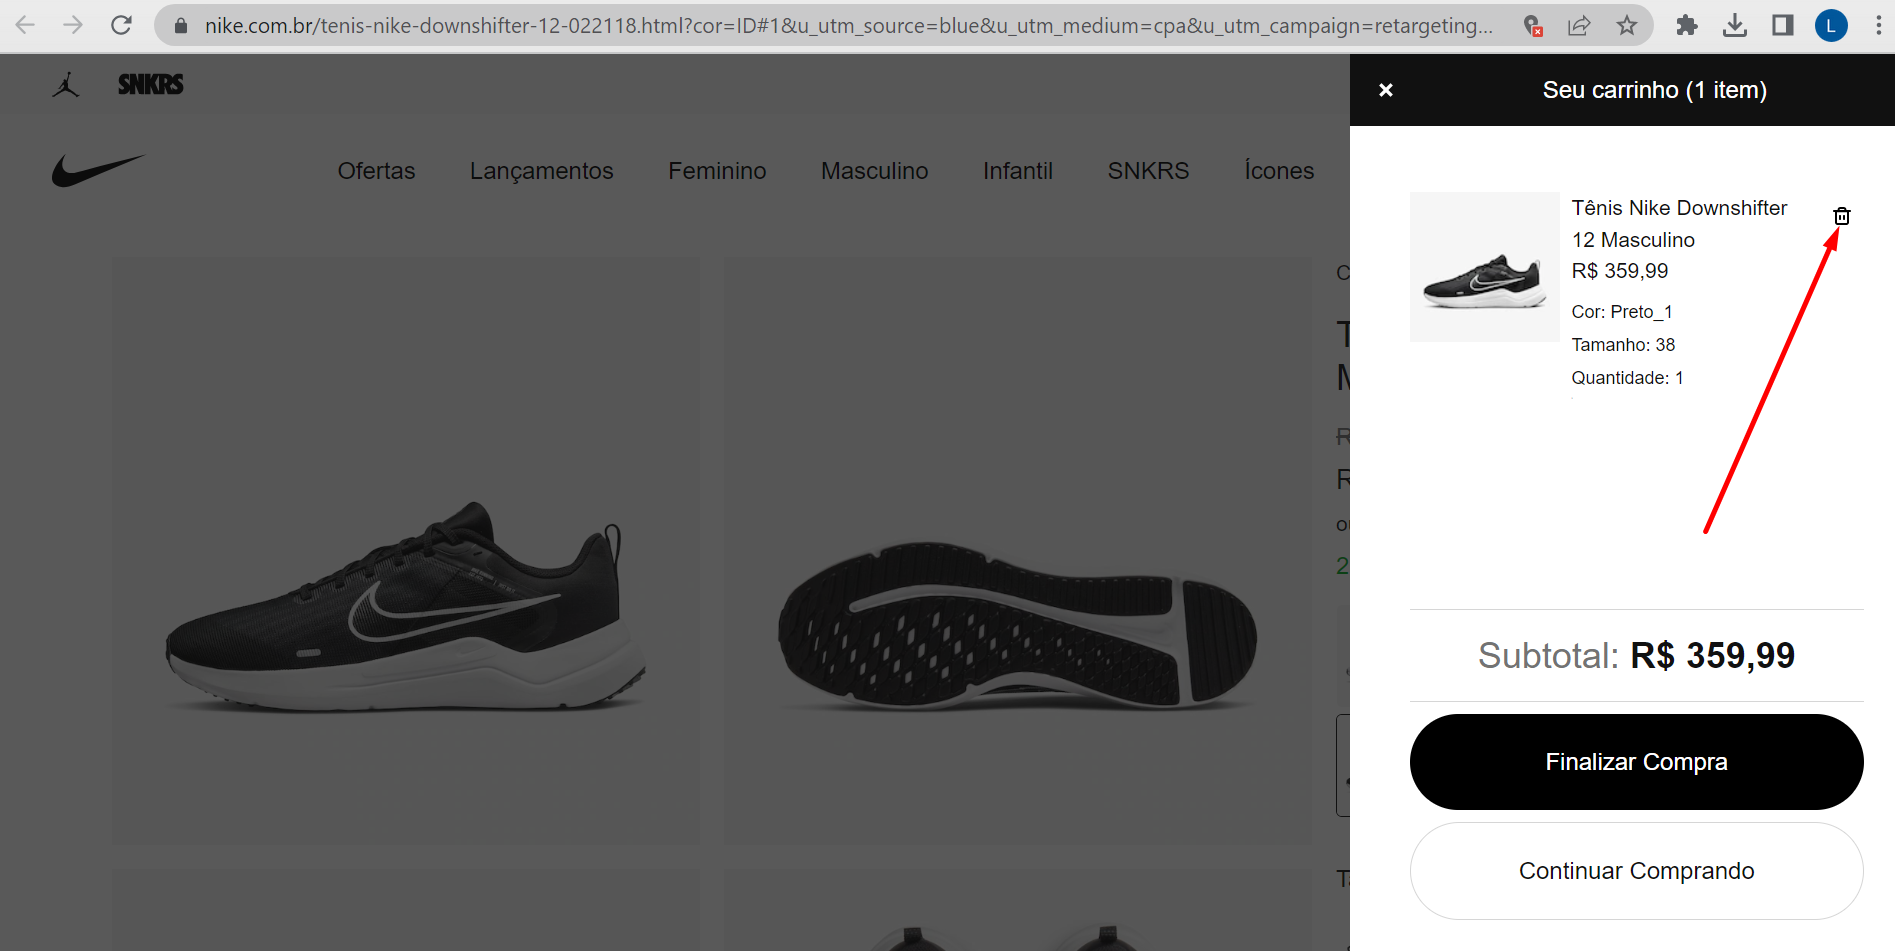 nike.com.br/tenis-nike-downshifter-12-022118.html?cor=ID#1&u_utm_source=blue&u_utm_medium=cpa&u_utm_campaign=retargeting...
L
SNKRS
Ofertas Lançamentos Feminino Masculino Infantil SNKRS Ícones
Seu carrinho (1 item)
Tênis Nike Downshifter
12 Masculino
R$ 359,99
Cor: Preto_1
Tamanho: 38
Quantidade: 1
Subtotal: R$ 359,99
Finalizar Compra
Continuar Comprando